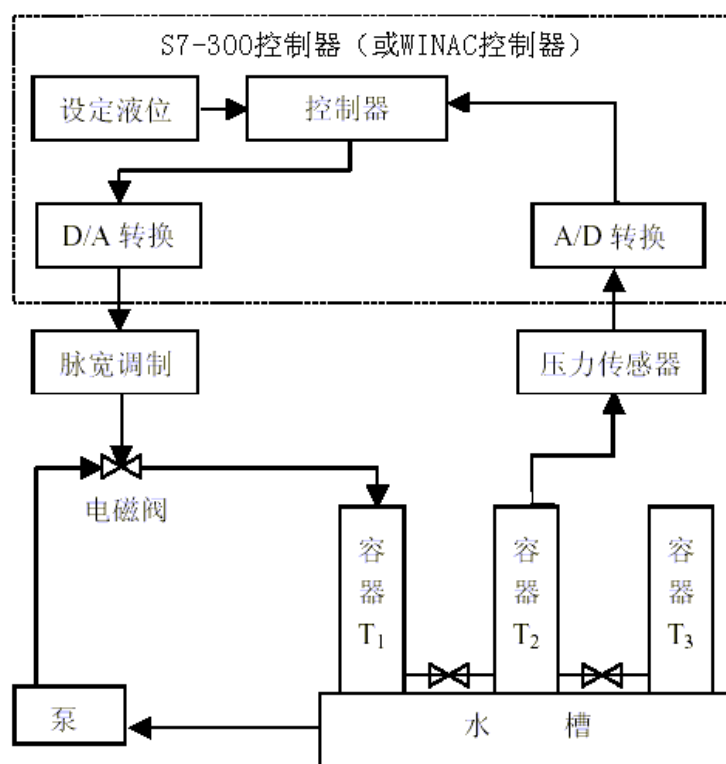 S7-300控制器（或WINAC控制器）
设定液位
控制器
D/A 转换
A/D 转换
脉宽调制
压力传感器
电磁阀
容器 T₁
容器 T₂
容器 T₃
泵
水 槽